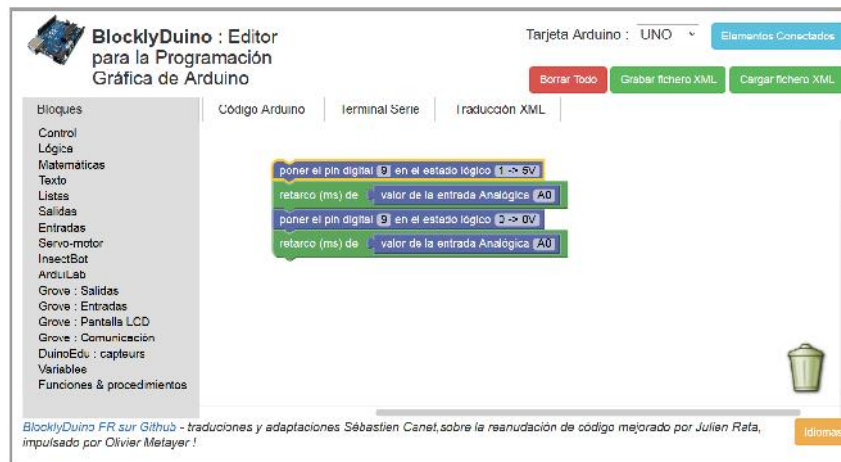 BlocklyDuino : Editor
para la Programación
Gráfica de Arduino
Tarjeta Arduino : UNO
Elementos Conectados
Borrar Todo
Grabar fichero XML
Cargar fichero XML
Bloques
Código Arduino
Terminal Serie
Traducción XML
Control
Lógica
Matemáticas
Texto
Listas
Salidas
Entradas
Servo-motor
InsectBot
ArduiLab
Grove : Salidas
Grove : Entradas
Grove : Pantalla LCD
Grove : Comunicación
DuinoEdu : capteurs
Variables
Funciones & procedimientos
poner el pin digital 9 en el estado lógico 1 -> 5V
retarco (ms) de valor de la entrada Analógica A0
poner el pin digital 9 en el estado lógico 0 -> 0V
retarco (ms) de valor de la entrada Analógica A0
BlocklyDuino FR sur Github - traduciones y adaptaciones Sébastien Canet,sobre la reanudación de código mejorado por Julien Rata,
impulsado por Olivier Metayer !
Idiomas